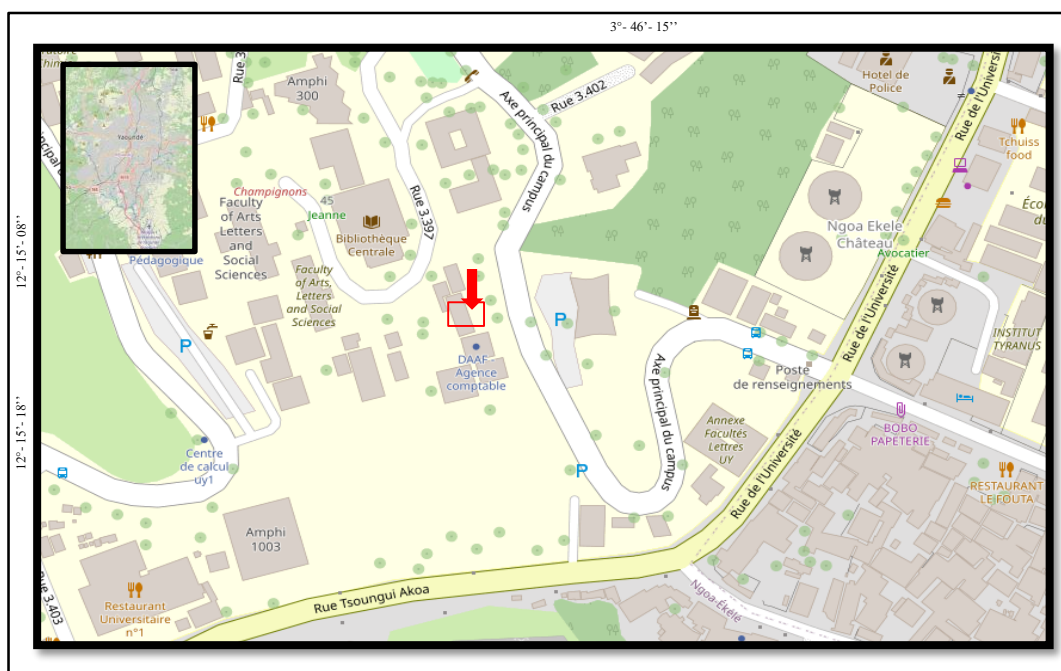 3°- 46'- 15’’
12°- 15'- 08’’
12°- 15'- 18’’
Yaoundé
Amphi
300
Rue 3.402
Hotel de
Police
Rue de l'Université
Tchuiss
food
Axe principal du campus
Champignons
45
Jeanne
Faculty
of Arts
Letters
and
Social
Sciences
Bibliothèque
Centrale
Rue 3.397
Ngoa Ekele
Château
Avocatier
Pédagogique
Faculty
of Arts,
Letters
and Social
Sciences
P
P
INSTITUT
TYRANUS
Rue de l'Université
DAAF
Agence
comptable
Poste
de renseignements
Axe principal du campus
Annexe
Facultés
Lettres
UY
BOBO
PAPETERIE
Centre
de calcul
uy1
P
Rue de l'Université
RESTAURANT
LE FOUTA
Amphi
1003
Rue 3.403
Restaurant
Universitaire
n°1
Rue Tsoungui Akoa
Ngoa-Ékélé